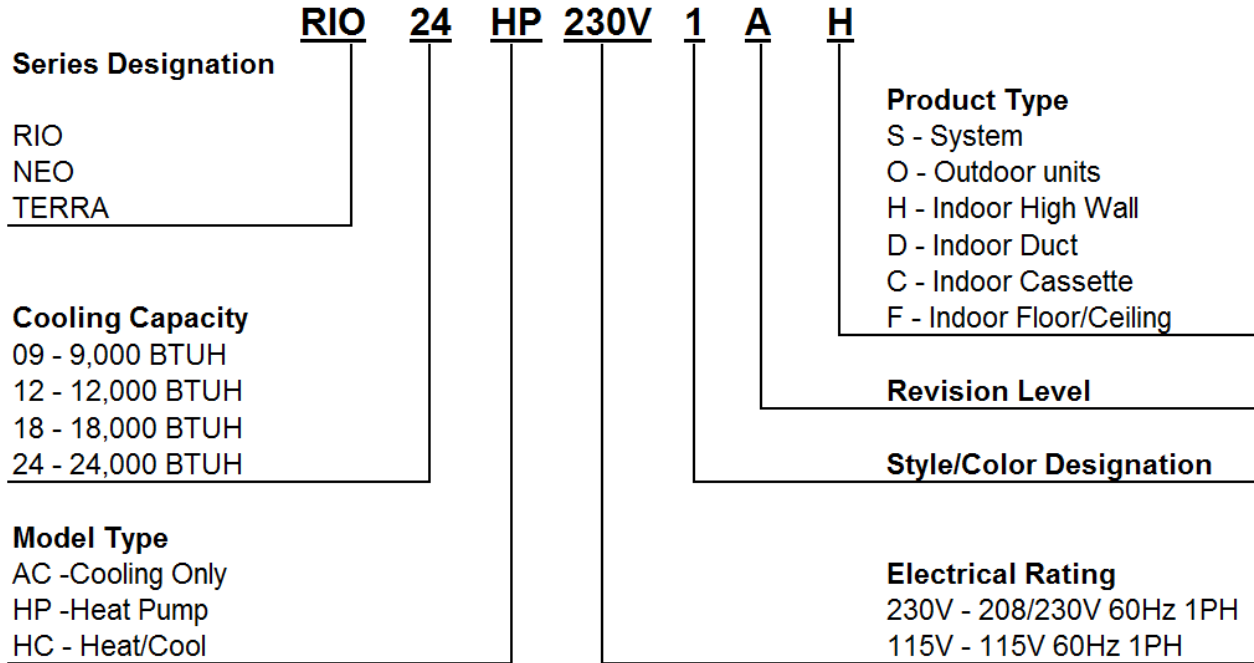 RIO 24 HP 230V 1 A H
Series Designation
RIO
NEO
TERRA
Cooling Capacity
09 - 9,000 BTUH
12 - 12,000 BTUH
18 - 18,000 BTUH
24 - 24,000 BTUH
Model Type
AC -Cooling Only
HP -Heat Pump
HC - Heat/Cool
Product Type
S - System
O - Outdoor units
H - Indoor High Wall
D - Indoor Duct
C - Indoor Cassette
F - Indoor Floor/Ceiling
Revision Level
Style/Color Designation
Electrical Rating
230V - 208/230V 60Hz 1PH
115V - 115V 60Hz 1PH